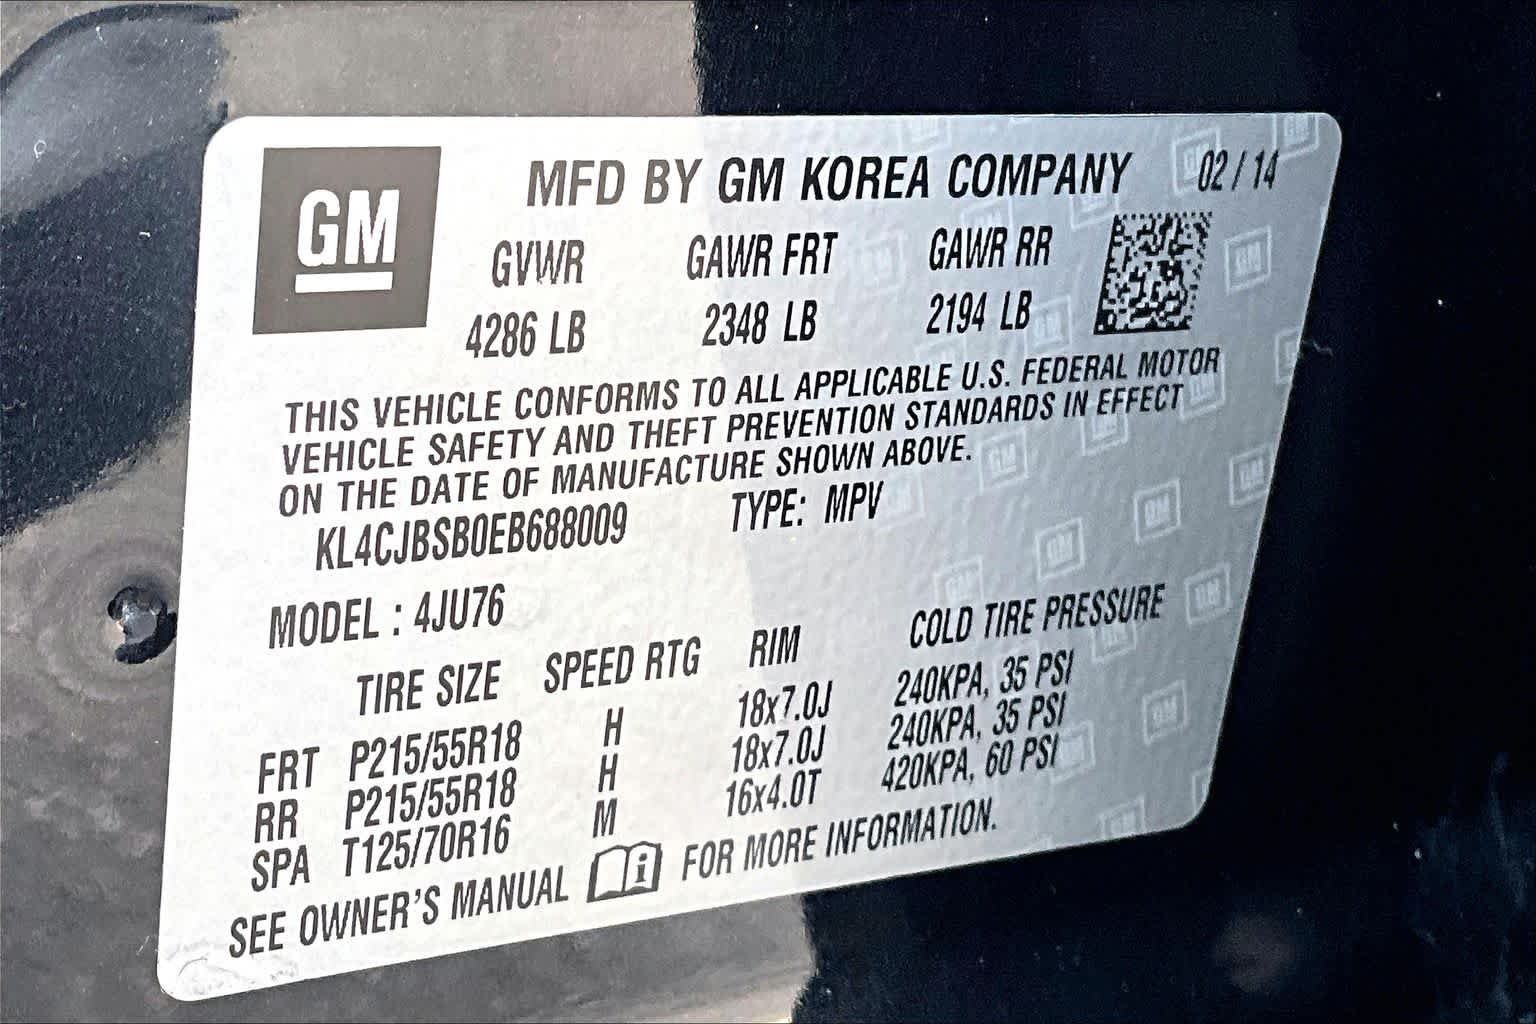 GM
MFD BY GM KOREA COMPANY 02/14
GVWR GAWR FRT GAWR RR
4286 LB 2348 LB 2194 LB
THIS VEHICLE CONFORMS TO ALL APPLICABLE U.S. FEDERAL MOTOR
VEHICLE SAFETY AND THEFT PREVENTION STANDARDS IN EFFECT
ON THE DATE OF MANUFACTURE SHOWN ABOVE.
KL4CJBSB0EB688009 TYPE: MPV
MODEL : 4JU76
TIRE SIZE SPEED RTG RIM COLD TIRE PRESSURE
FRT P215/55R18 H 18x7.0J 240KPA, 35 PSI
RR P215/55R18 H 18x7.0J 240KPA, 35 PSI
SPA T125/70R16 M 16x4.0T 420KPA, 60 PSI
SEE OWNER'S MANUAL i FOR MORE INFORMATION.